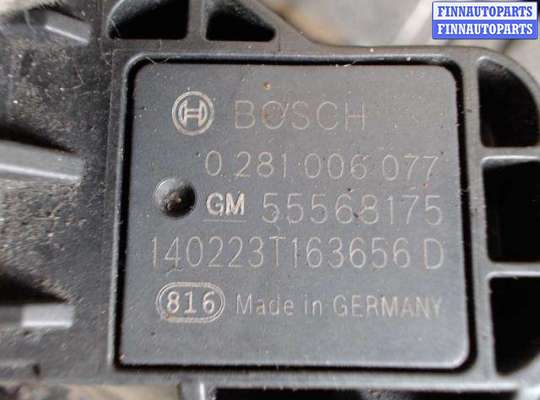 FINNAUTOPARTS
FINNAUTOPARTS
BOSCH
0 281 006 077
GM 55568175
140223T163656 D
816 Made in GERMANY